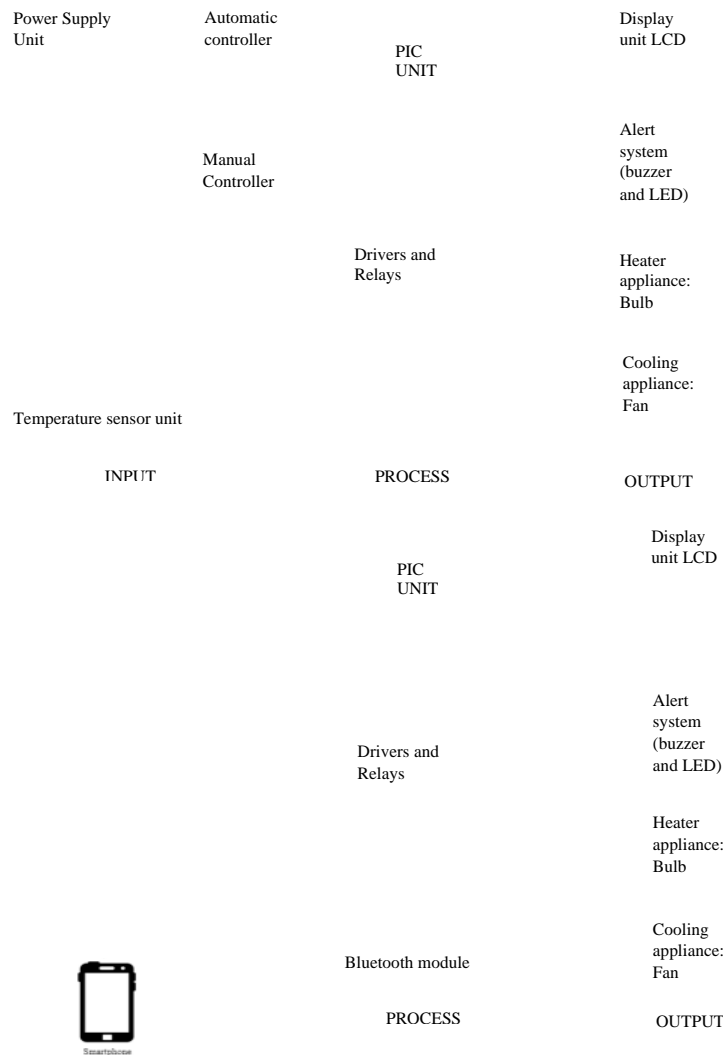 Power Supply
Unit
Automatic
controller
PIC
UNIT
Display
unit LCD
Manual
Controller
Alert
system
(buzzer
and LED)
Drivers and
Relays
Heater
appliance:
Bulb
Cooling
appliance:
Fan
Temperature sensor unit
INPUT
PROCESS
OUTPUT
PIC
UNIT
Display
unit LCD
Drivers and
Relays
Alert
system
(buzzer
and LED)
Heater
appliance:
Bulb
Bluetooth module
Cooling
appliance:
Fan
Smartphone
PROCESS
OUTPUT